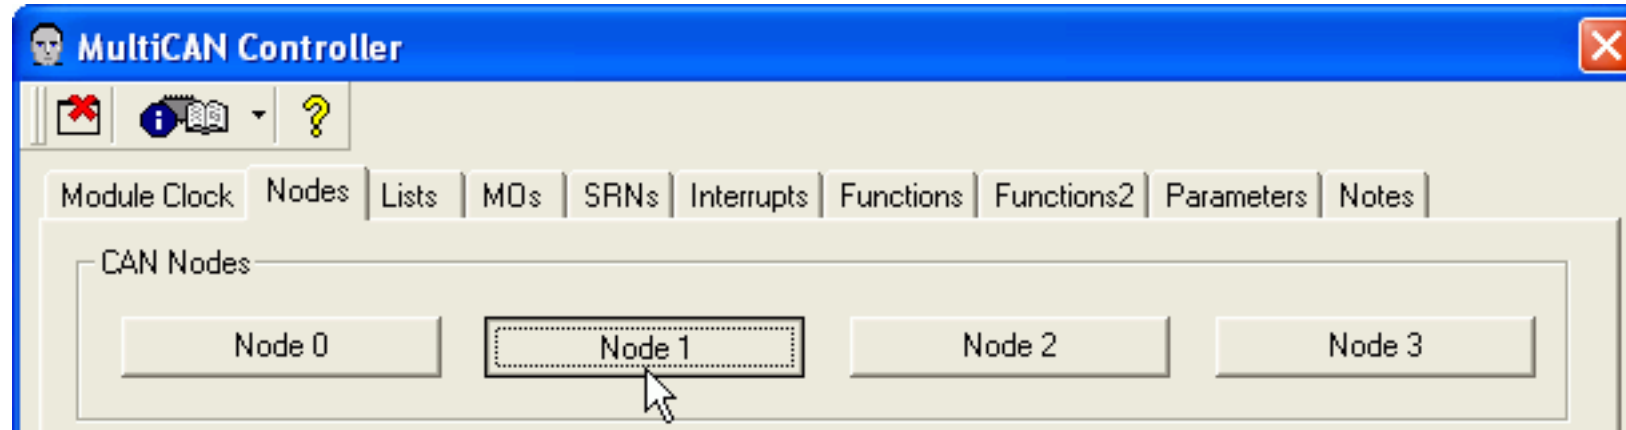 MultiCAN Controller
Module Clock Nodes Lists MOs SRNs Interrupts Functions Functions2 Parameters Notes
CAN Nodes
Node 0 Node 1 Node 2 Node 3